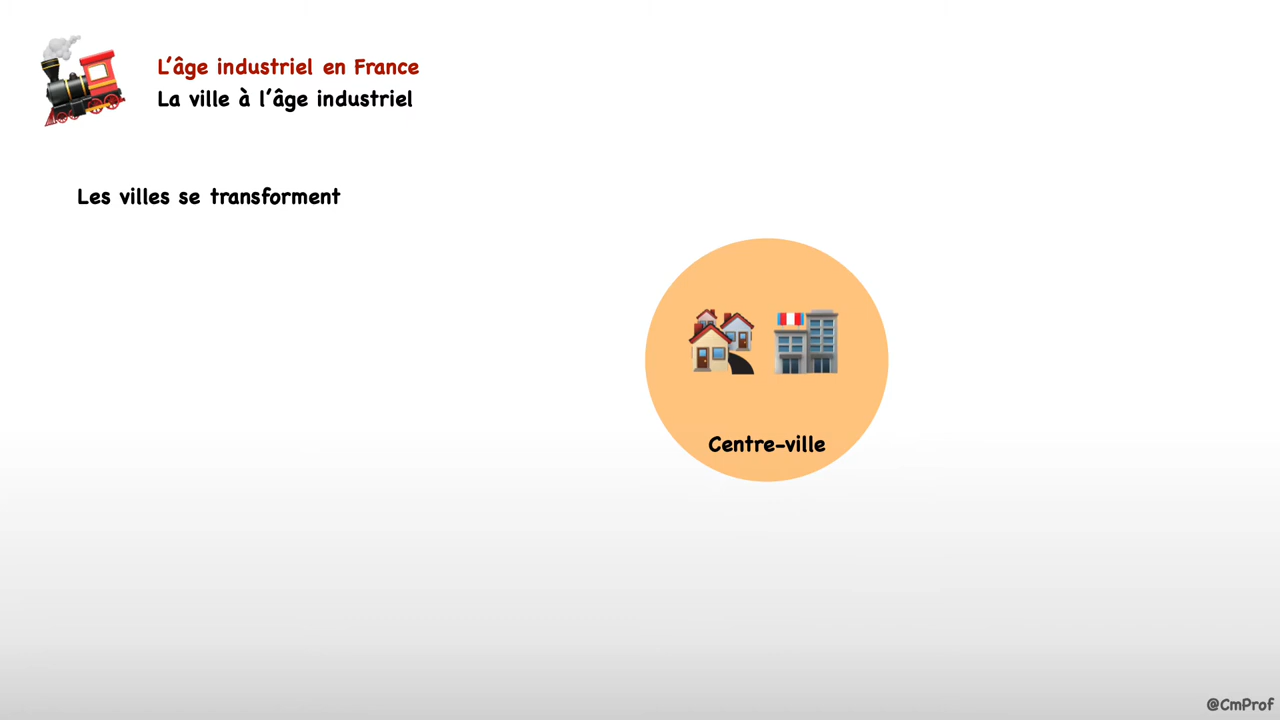 L'âge industriel en France
La ville à l'âge industriel
Les villes se transforment
Centre-ville
@CmProf